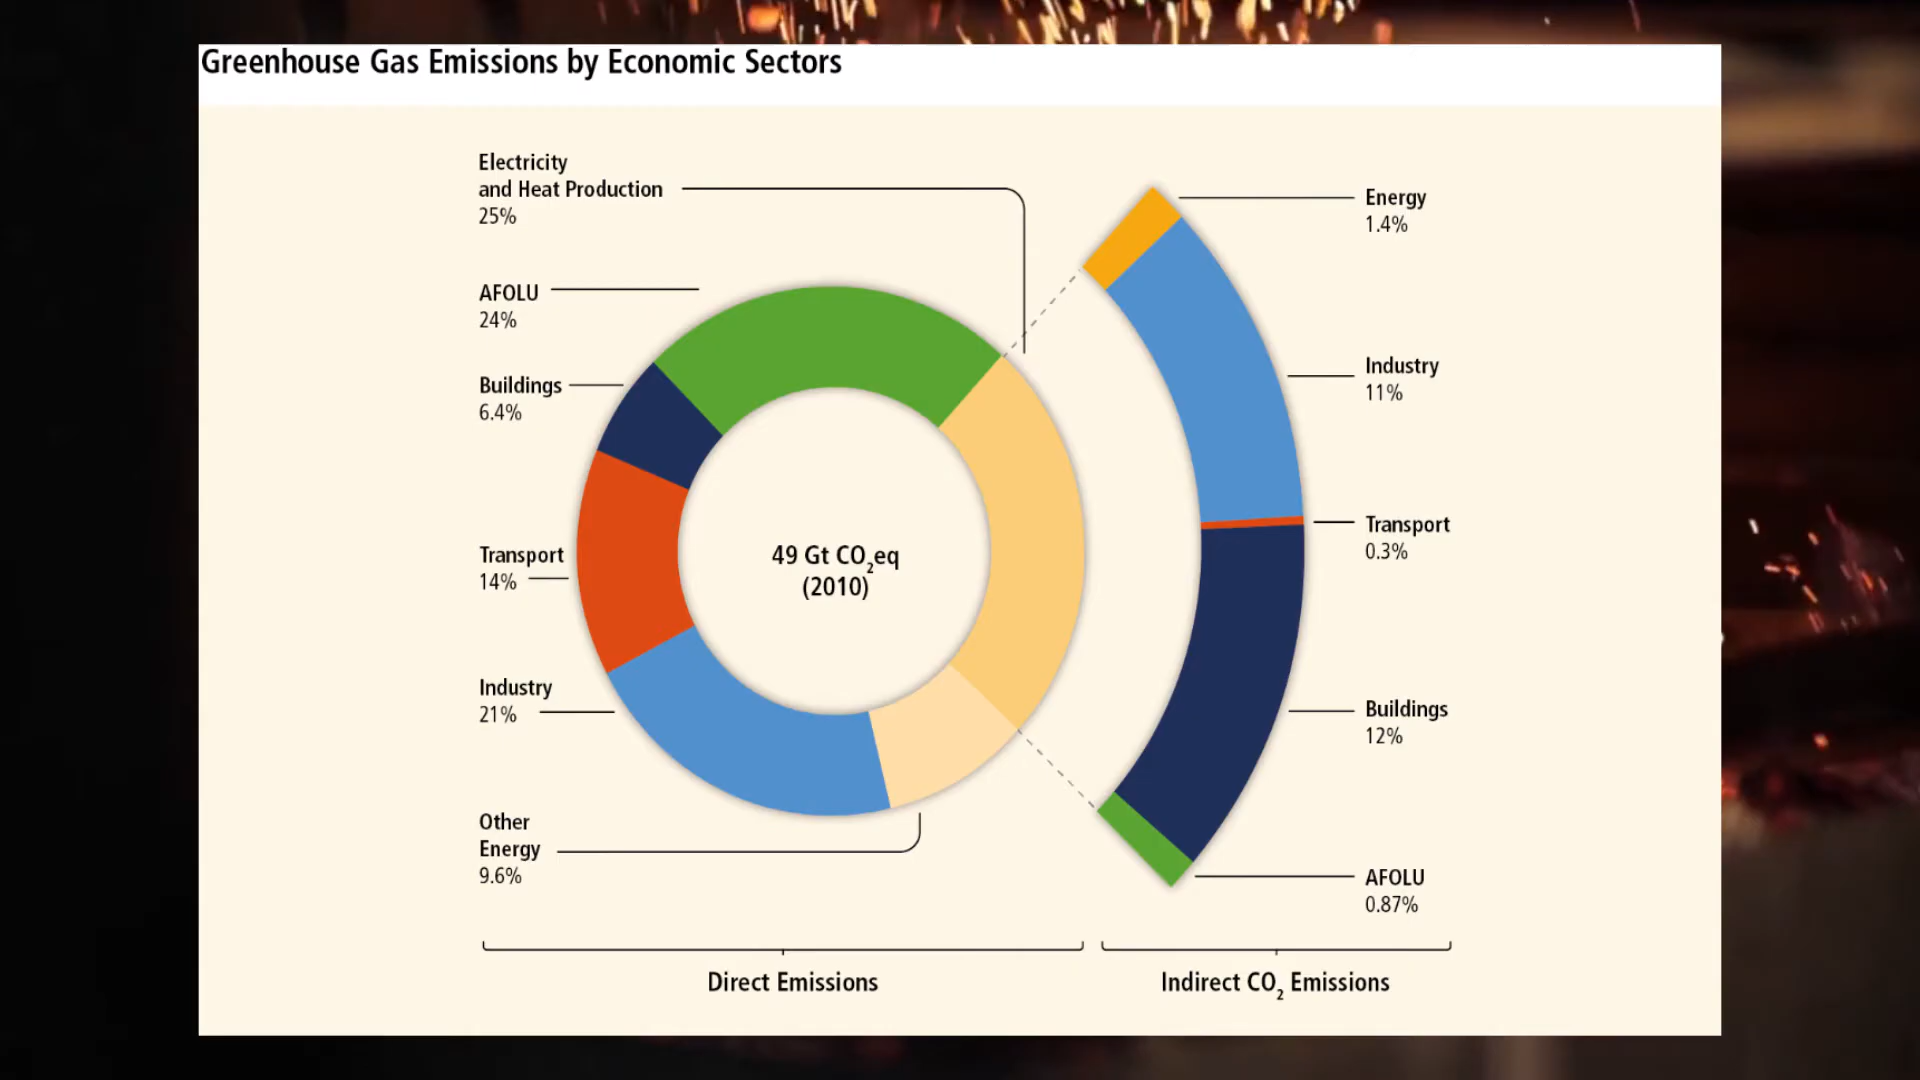 Greenhouse Gas Emissions by Economic Sectors
Electricity
and Heat Production
25%
AFOLU
24%
Buildings
6.4%
Transport
14%
Industry
21%
Other
Energy
9.6%
49 Gt CO₂eq
(2010)
Energy
1.4%
Industry
11%
Transport
0.3%
Buildings
12%
AFOLU
0.87%
Direct Emissions
Indirect CO₂ Emissions